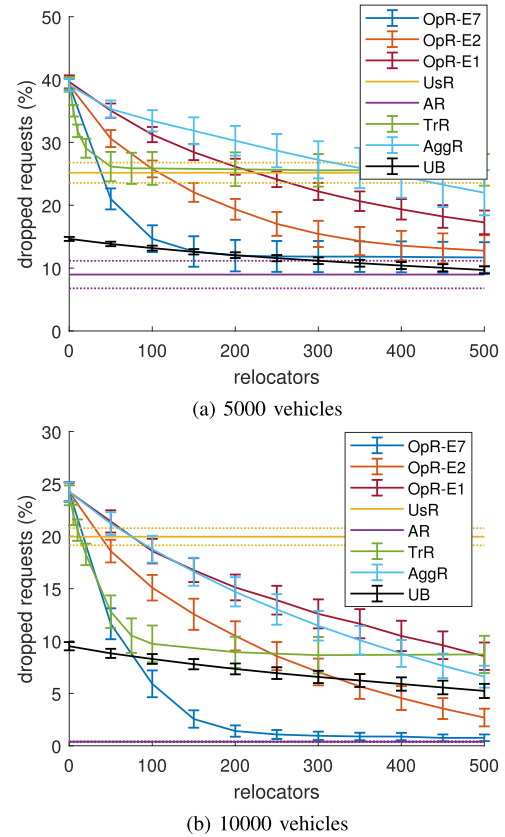 50
40
30
20
10
0
dropped requests (%)
OpR-E7
OpR-E2
OpR-E1
UsR
AR
TrR
AggR
UB
0 100 200 300 400 500
relocators
(a) 5000 vehicles
30
25
20
15
10
5
0
dropped requests (%)
OpR-E7
OpR-E2
OpR-E1
UsR
AR
TrR
AggR
UB
0 100 200 300 400 500
relocators
(b) 10000 vehicles